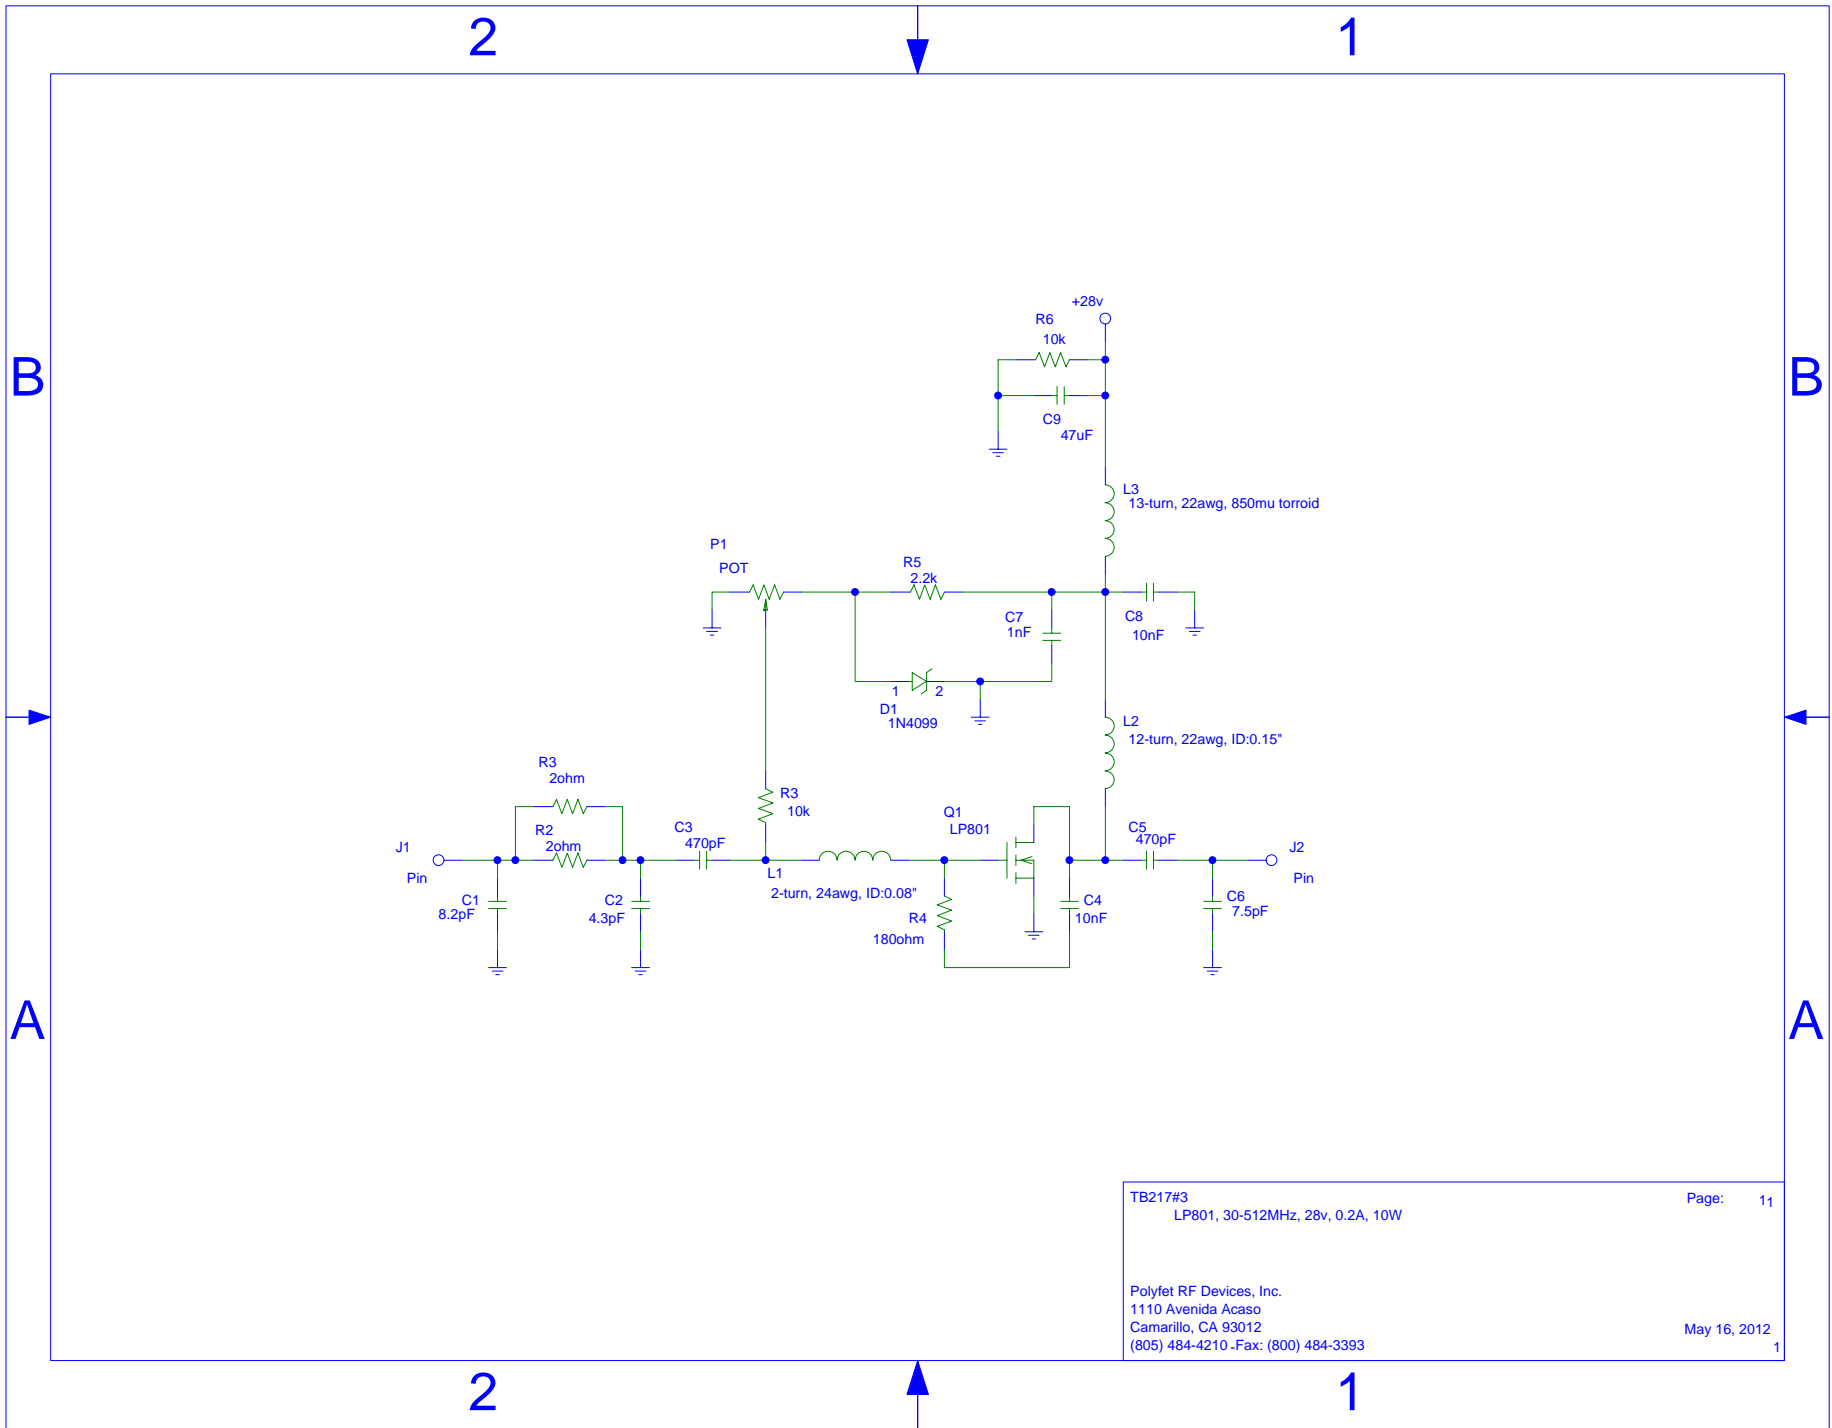 2
1
B
B
+28v
R6
10k
C9
47uF
L3
13-turn, 22awg, 850mu torroid
P1
POT
R5
2.2k
C7
1nF
C8
10nF
1
2
D1
1N4099
L2
12-turn, 22awg, ID:0.15"
R3
2ohm
R3
10k
Q1
LP801
R2
2ohm
C3
470pF
C5
470pF
J1
Pin
J2
Pin
L1
2-turn, 24awg, ID:0.08"
C1
8.2pF
C2
4.3pF
R4
180ohm
C4
10nF
C6
7.5pF
A
A
TB217#3
Page: 11
LP801, 30-512MHz, 28v, 0.2A, 10W
Polyfet RF Devices, Inc.
1110 Avenida Acaso
Camarillo, CA 93012
May 16, 2012
(805) 484-4210 -Fax: (800) 484-3393
1
2
1